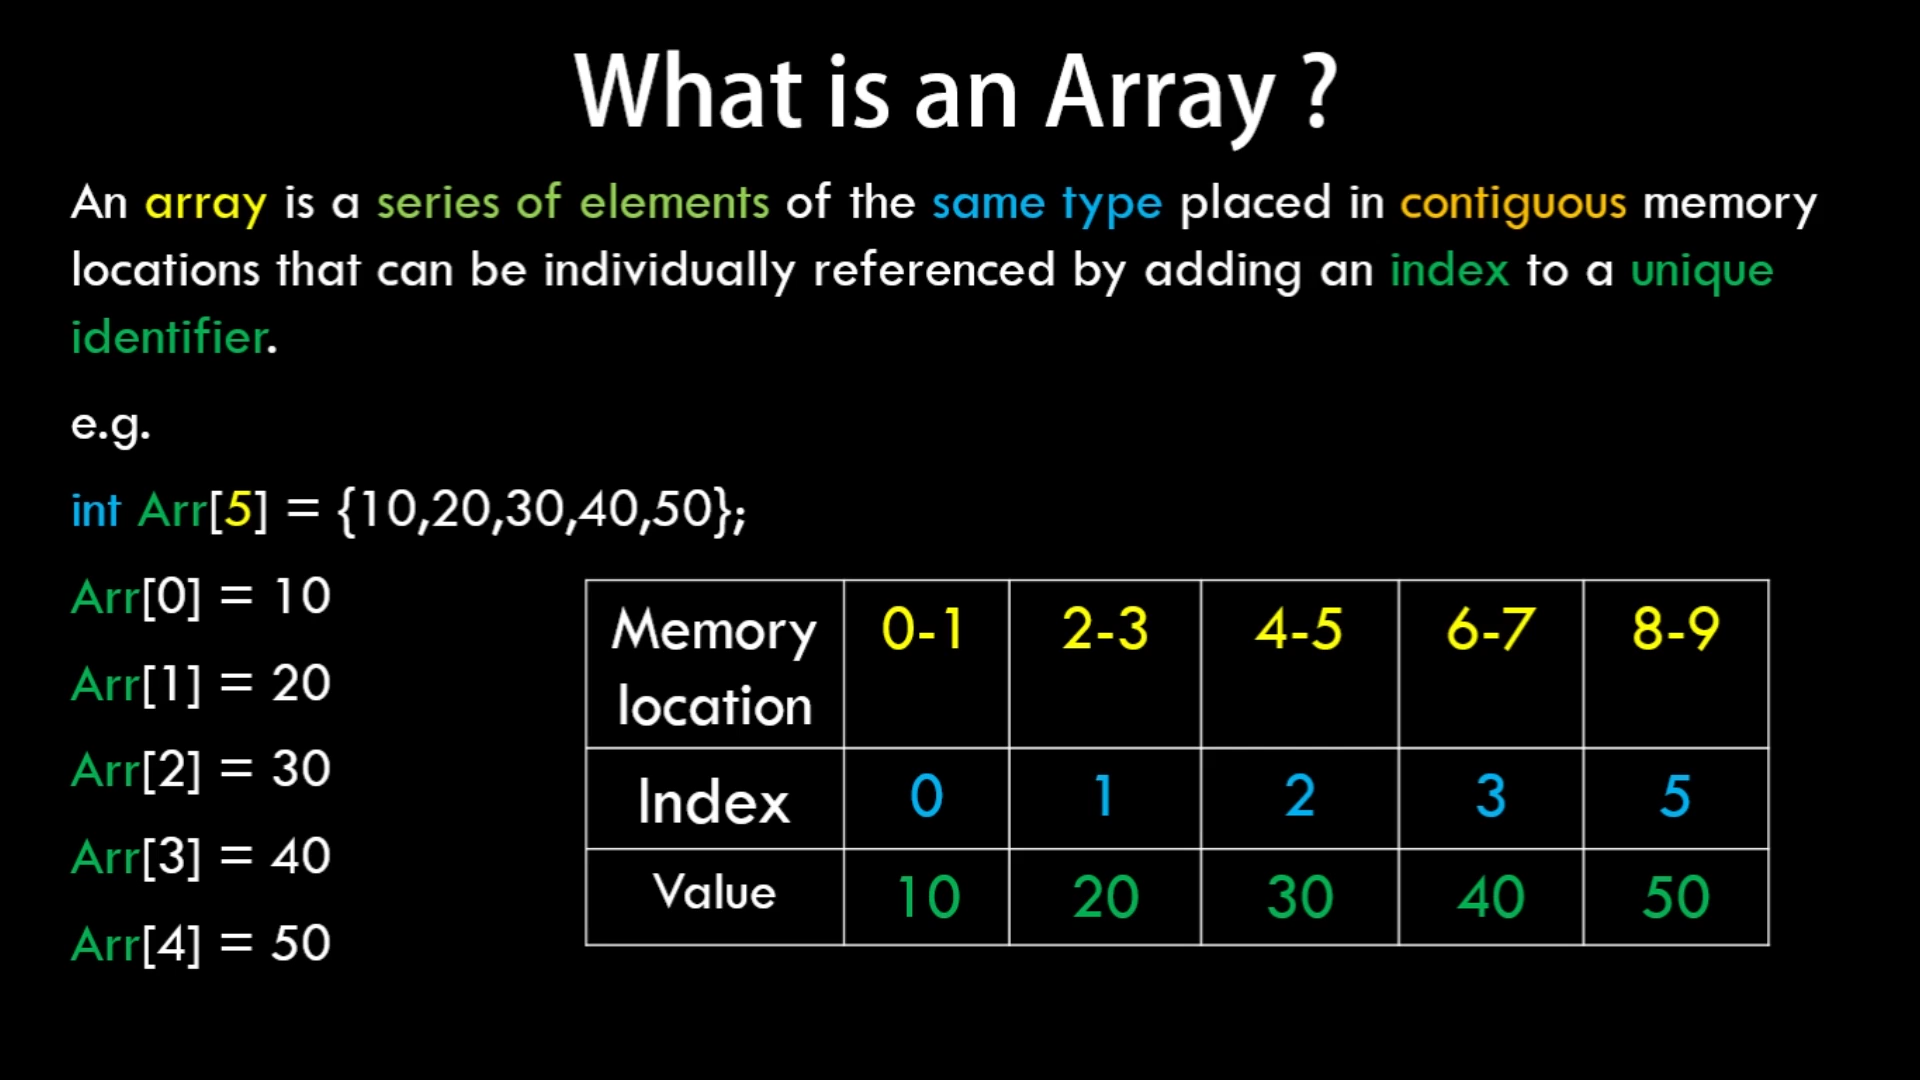 What is an Array ?
An array is a series of elements of the same type placed in contiguous memory
locations that can be individually referenced by adding an index to a unique
identifier.
e.g.
int Arr[5] = {10,20,30,40,50};
Arr[0] = 10
Arr[1] = 20
Arr[2] = 30
Arr[3] = 40
Arr[4] = 50
Memory location 0-1 2-3 4-5 6-7 8-9
Index 0 1 2 3 5
Value 10 20 30 40 50